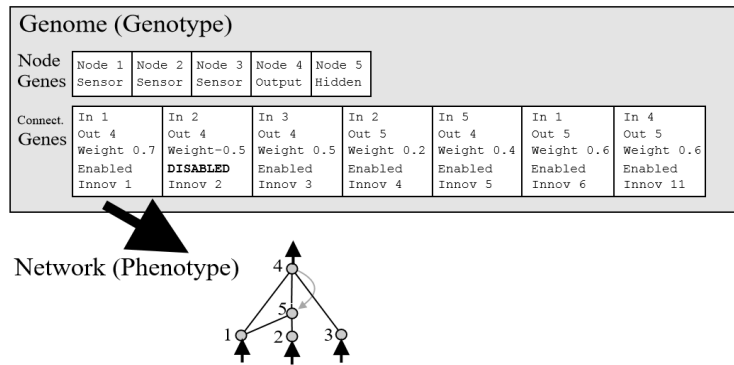 Genome (Genotype)
Node Genes
Node 1 Node 2 Node 3 Node 4 Node 5
Sensor Sensor Sensor Output Hidden
Connect. Genes
In 1 In 2 In 3 In 2 In 5 In 1 In 4
Out 4 Out 4 Out 4 Out 5 Out 4 Out 5 Out 5
Weight 0.7 Weight-0.5 Weight 0.5 Weight 0.2 Weight 0.4 Weight 0.6 Weight 0.6
Enabled DISABLED Enabled Enabled Enabled Enabled Enabled
Innov 1 Innov 2 Innov 3 Innov 4 Innov 5 Innov 6 Innov 11
Network (Phenotype)
4
5
1 2 3